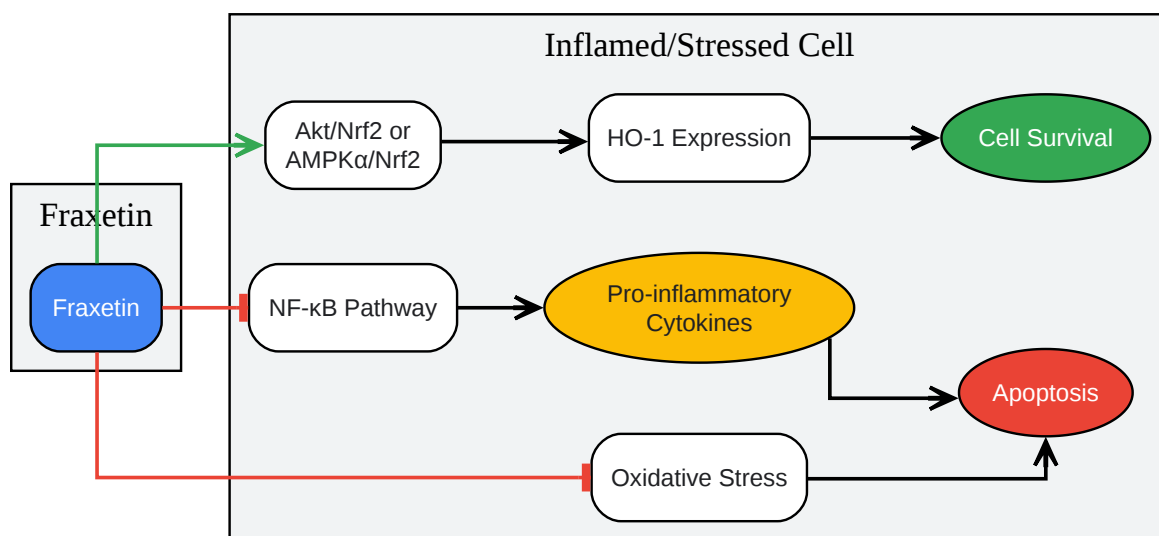 Inflamed/Stressed Cell
Akt/Nrf2 or
AMPKα/Nrf2
HO-1 Expression
Cell Survival
Fraxetin
Fraxetin
NF-κB Pathway
Pro-inflammatory
Cytokines
Apoptosis
Oxidative Stress